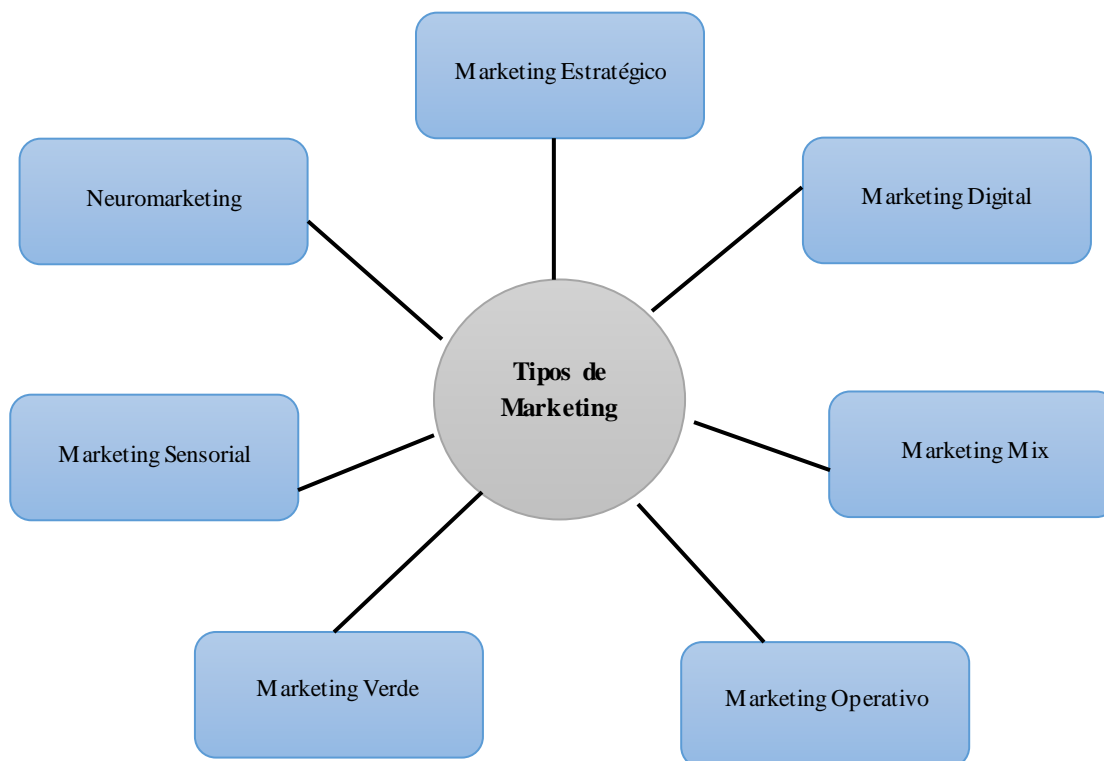 Marketing Estratégico
Neuromarketing
Marketing Digital
Tipos de
Marketing
Marketing Sensorial
Marketing Mix
Marketing Verde
Marketing Operativo